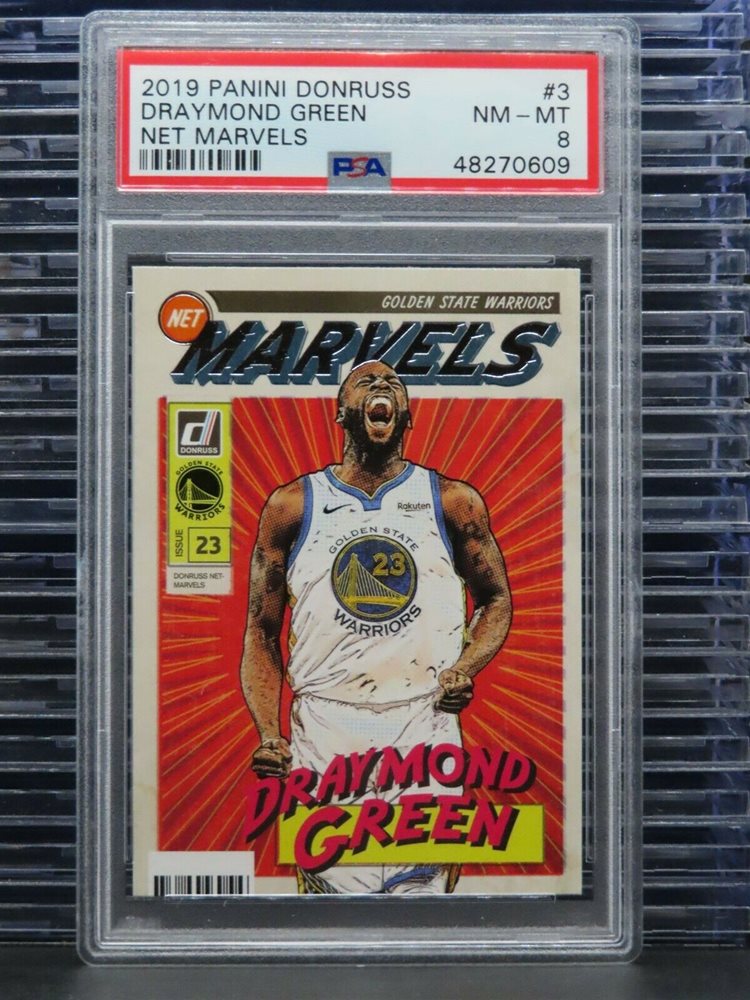 2019 PANINI DONRUSS #3
DRAYMOND GREEN NM - MT
NET MARVELS 8
PSA 48270609
GOLDEN STATE WARRIORS
NET
MARVELS
d
DONRUSS
GOLDEN STATE
WARRIORS
ISSUE 23
DONRUSS NET-
MARVELS
Rakuten
GOLDEN STATE
23
WARRIORS
DRAYMOND
GREEN